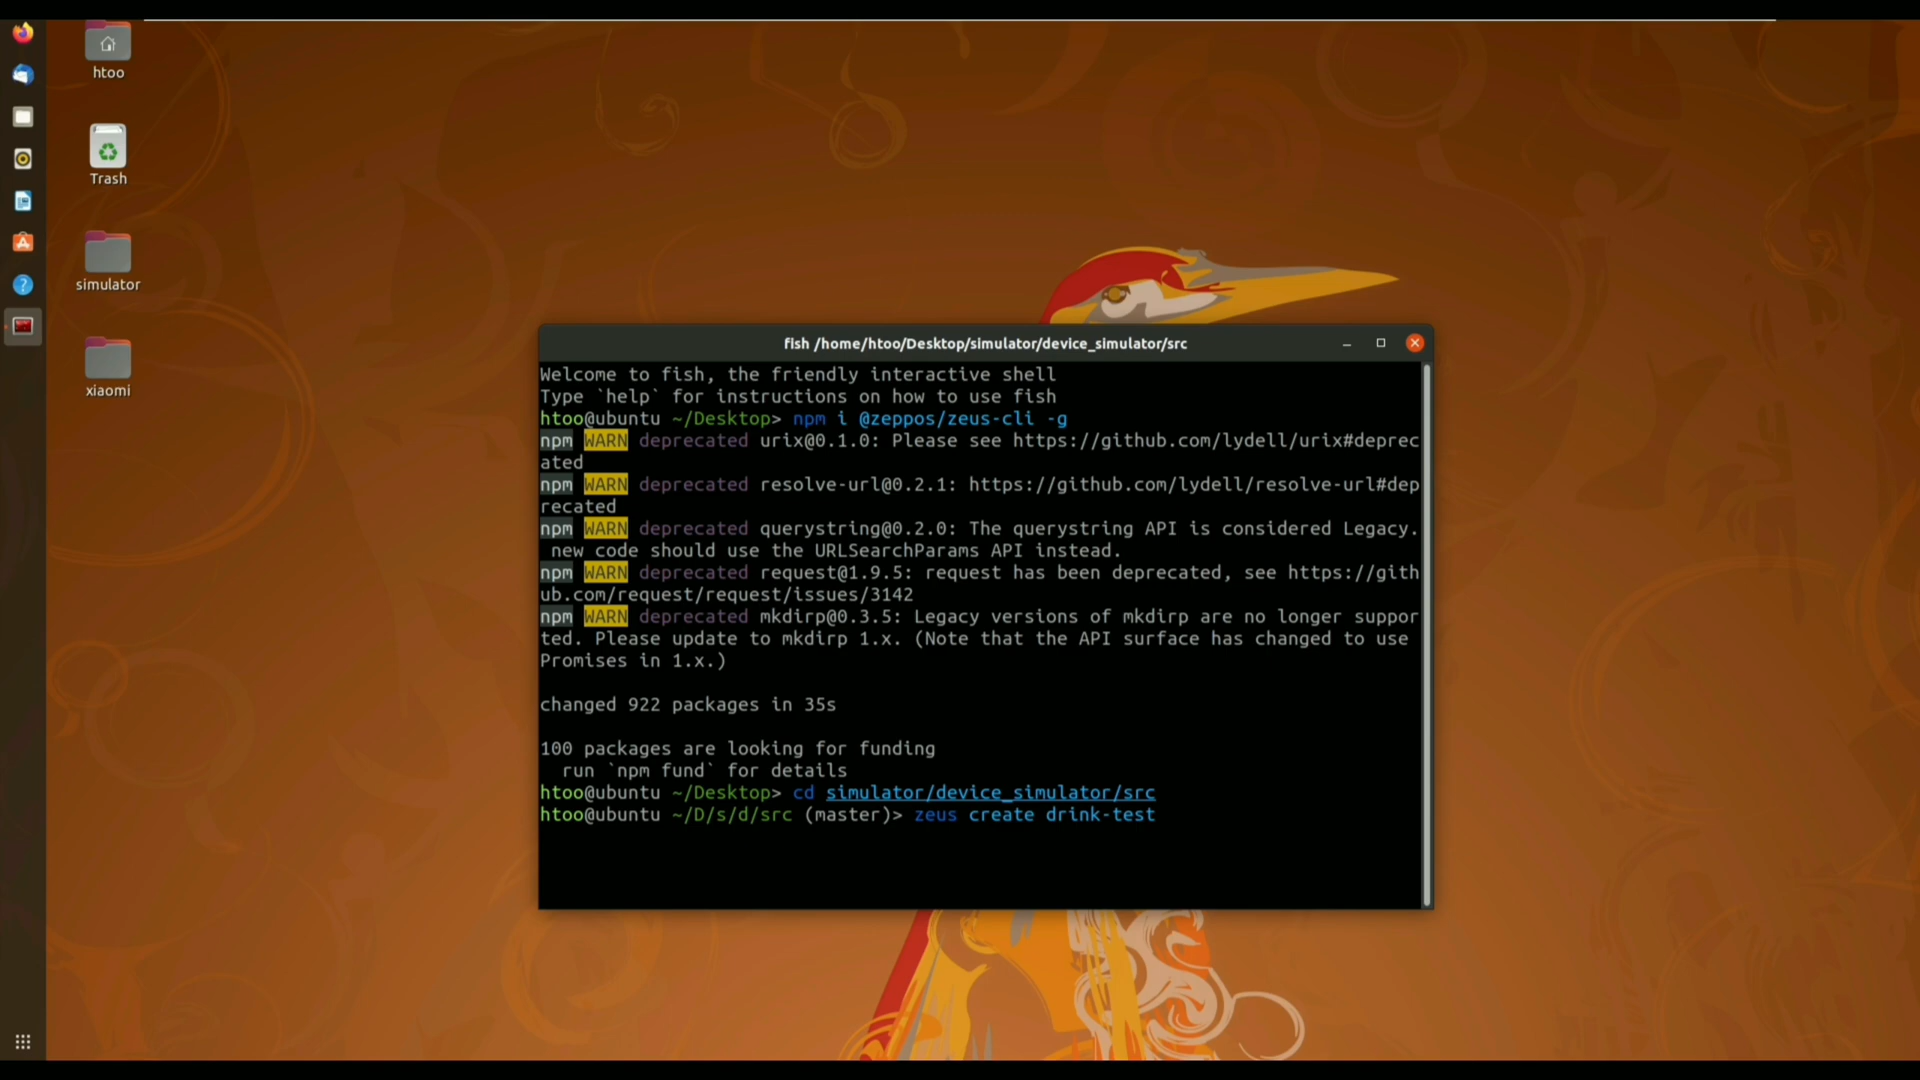 htoo
Trash
simulator
xiaomi
fish /home/htoo/Desktop/simulator/device_simulator/src
Welcome to fish, the friendly interactive shell
Type `help` for instructions on how to use fish
htoo@ubuntu ~/Desktop> npm i @zeppos/zeus-cli -g
npm WARN deprecated urix@0.1.0: Please see https://github.com/lydell/urix#deprec
ated
npm WARN deprecated resolve-url@0.2.1: https://github.com/lydell/resolve-url#dep
recated
npm WARN deprecated querystring@0.2.0: The querystring API is considered Legacy.
new code should use the URLSearchParams API instead.
npm WARN deprecated request@1.9.5: request has been deprecated, see https://gith
ub.com/request/request/issues/3142
npm WARN deprecated mkdirp@0.3.5: Legacy versions of mkdirp are no longer suppor
ted. Please update to mkdirp 1.x. (Note that the API surface has changed to use
Promises in 1.x.)
changed 922 packages in 35s
100 packages are looking for funding
run `npm fund` for details
htoo@ubuntu ~/Desktop> cd simulator/device_simulator/src
htoo@ubuntu ~/D/s/d/src (master)> zeus create drink-test